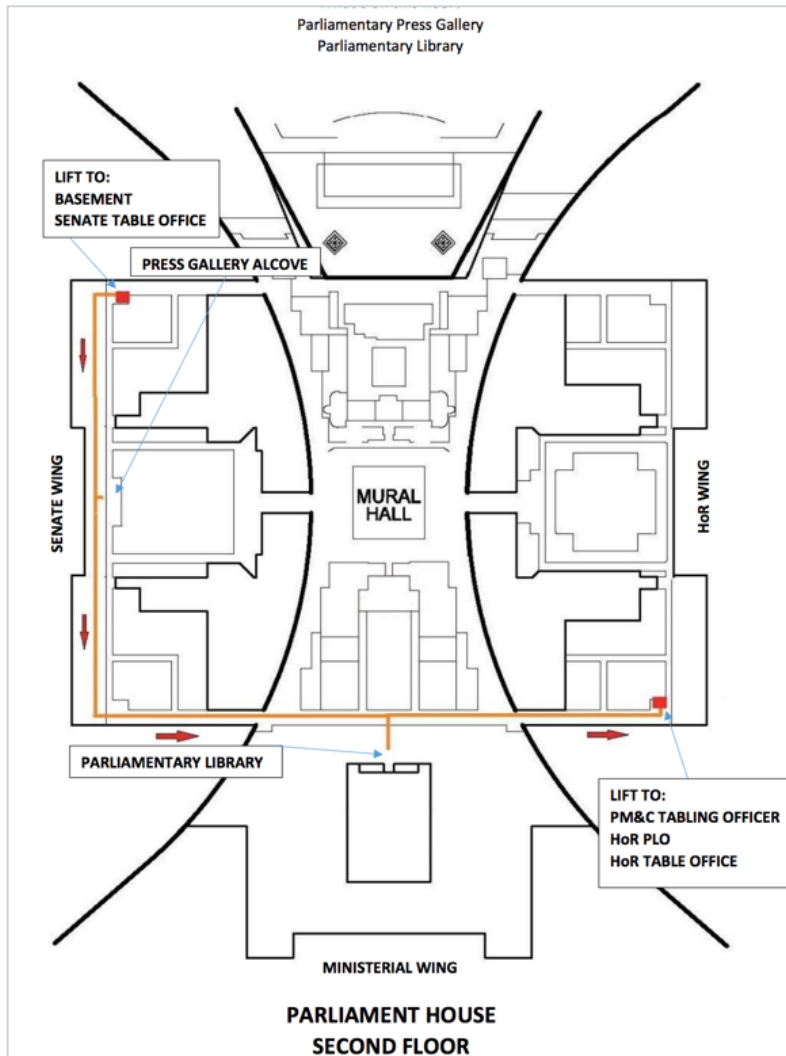 Parliamentary Press Gallery
Parliamentary Library
LIFT TO:
BASEMENT
SENATE TABLE OFFICE
PRESS GALLERY ALCOVE
SENATE WING
MURAL
HALL
HoR WING
PARLIAMENTARY LIBRARY
LIFT TO:
PM&C TABLING OFFICER
HoR PLO
HoR TABLE OFFICE
MINISTERIAL WING
PARLIAMENT HOUSE
SECOND FLOOR